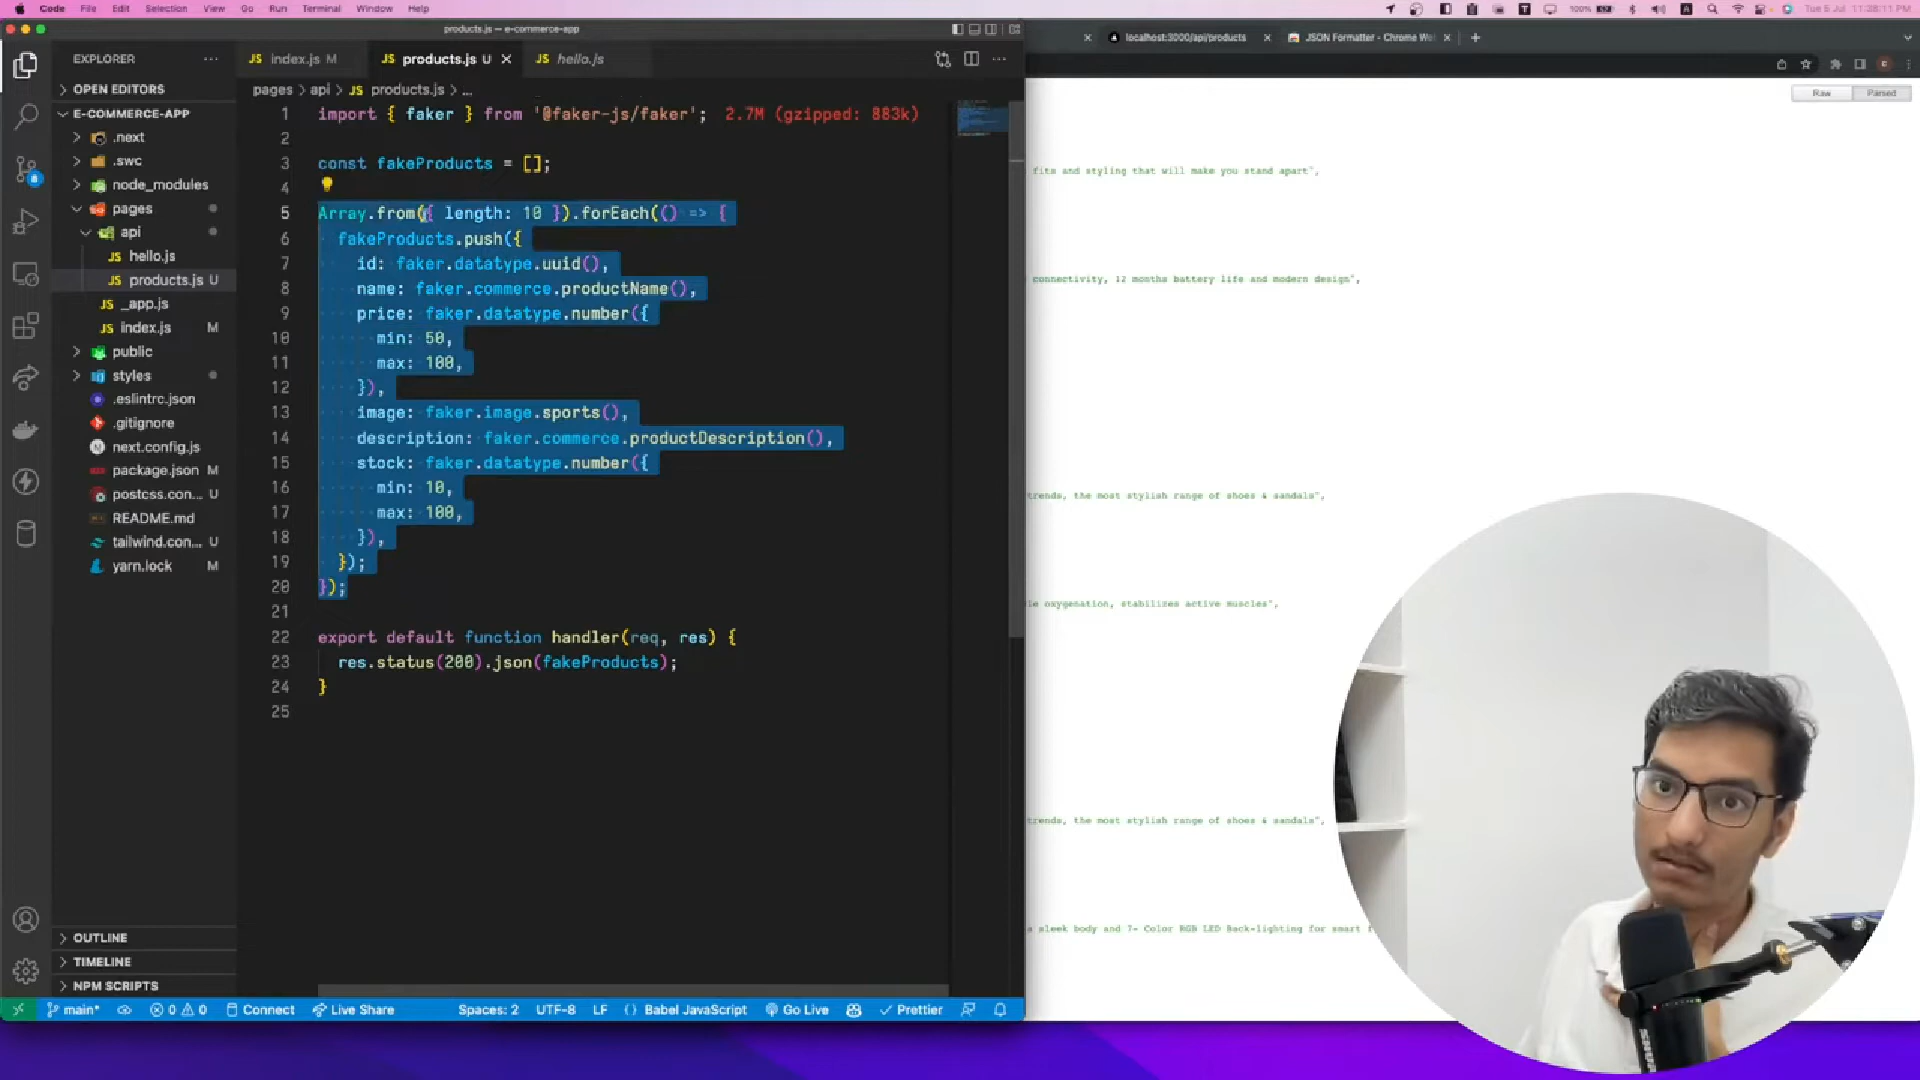 Code File Edit Selection View Go Run Terminal Window Help
100%
Tue 5 Jul 11:28:11 PM
products.js — e-commerce-app
EXPLORER
OPEN EDITORS
E-COMMERCE-APP
.next
.swc
node_modules
pages
api
hello.js
products.js U
_app.js
index.js M
public
styles
.eslintrc.json
.gitignore
next.config.js
package.json M
postcss.con... U
README.md
tailwind.con... U
yarn.lock M
OUTLINE
TIMELINE
NPM SCRIPTS
index.js M
products.js U
hello.js
pages > api > JS products.js > ...
1 import { faker } from '@faker-js/faker'; 2.7M (gzipped: 883k)
2
3 const fakeProducts = [];
4
5 Array.from({ length: 10 }).forEach(() => {
6 fakeProducts.push({
7 id: faker.datatype.uuid(),
8 name: faker.commerce.productName(),
9 price: faker.datatype.number({
10 min: 50,
11 max: 100,
12 }),
13 image: faker.image.sports(),
14 description: faker.commerce.productDescription(),
15 stock: faker.datatype.number({
16 min: 10,
17 max: 100,
18 }),
19 });
20 });
21
22 export default function handler(req, res) {
23 res.status(200).json(fakeProducts);
24 }
25
main* 0 0 Connect Live Share Spaces: 2 UTF-8 LF {} Babel JavaScript Go Live Prettier
localhost:3000/api/products
JSON Formatter - Chrome We
Raw Parsed
fits and styling that will make you stand apart",
connectivity, 12 months battery life and modern design",
trends, the most stylish range of shoes & sandals",
oxygenation, stabilizes active muscles",
trends, the most stylish range of shoes & sandals",
a sleek body and 7- Color RGB LED Back-lighting for smart f
SHURE